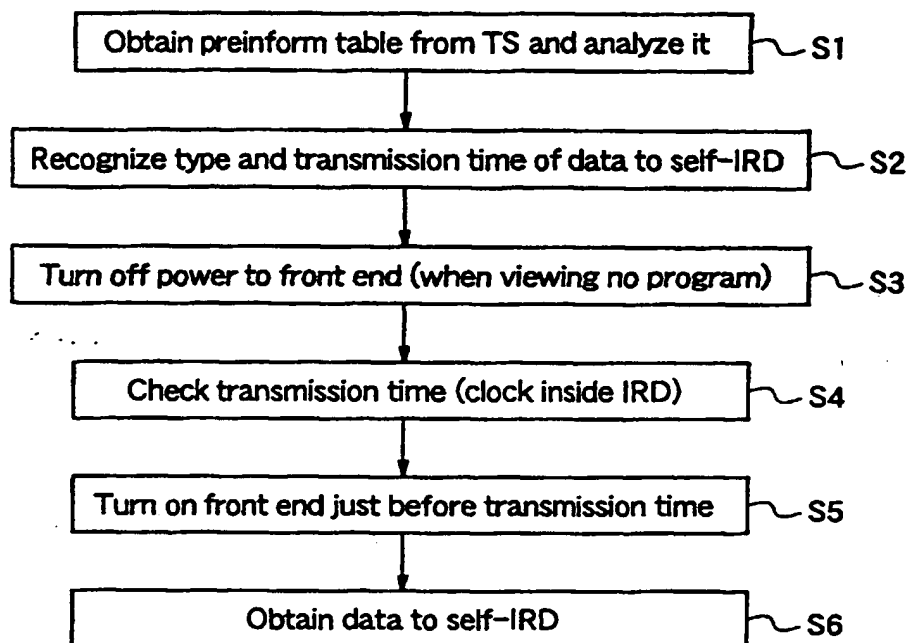 Obtain preinform table from TS and analyze it S1
Recognize type and transmission time of data to self-IRD S2
Turn off power to front end (when viewing no program) S3
Check transmission time (clock inside IRD) S4
Turn on front end just before transmission time S5
Obtain data to self-IRD S6